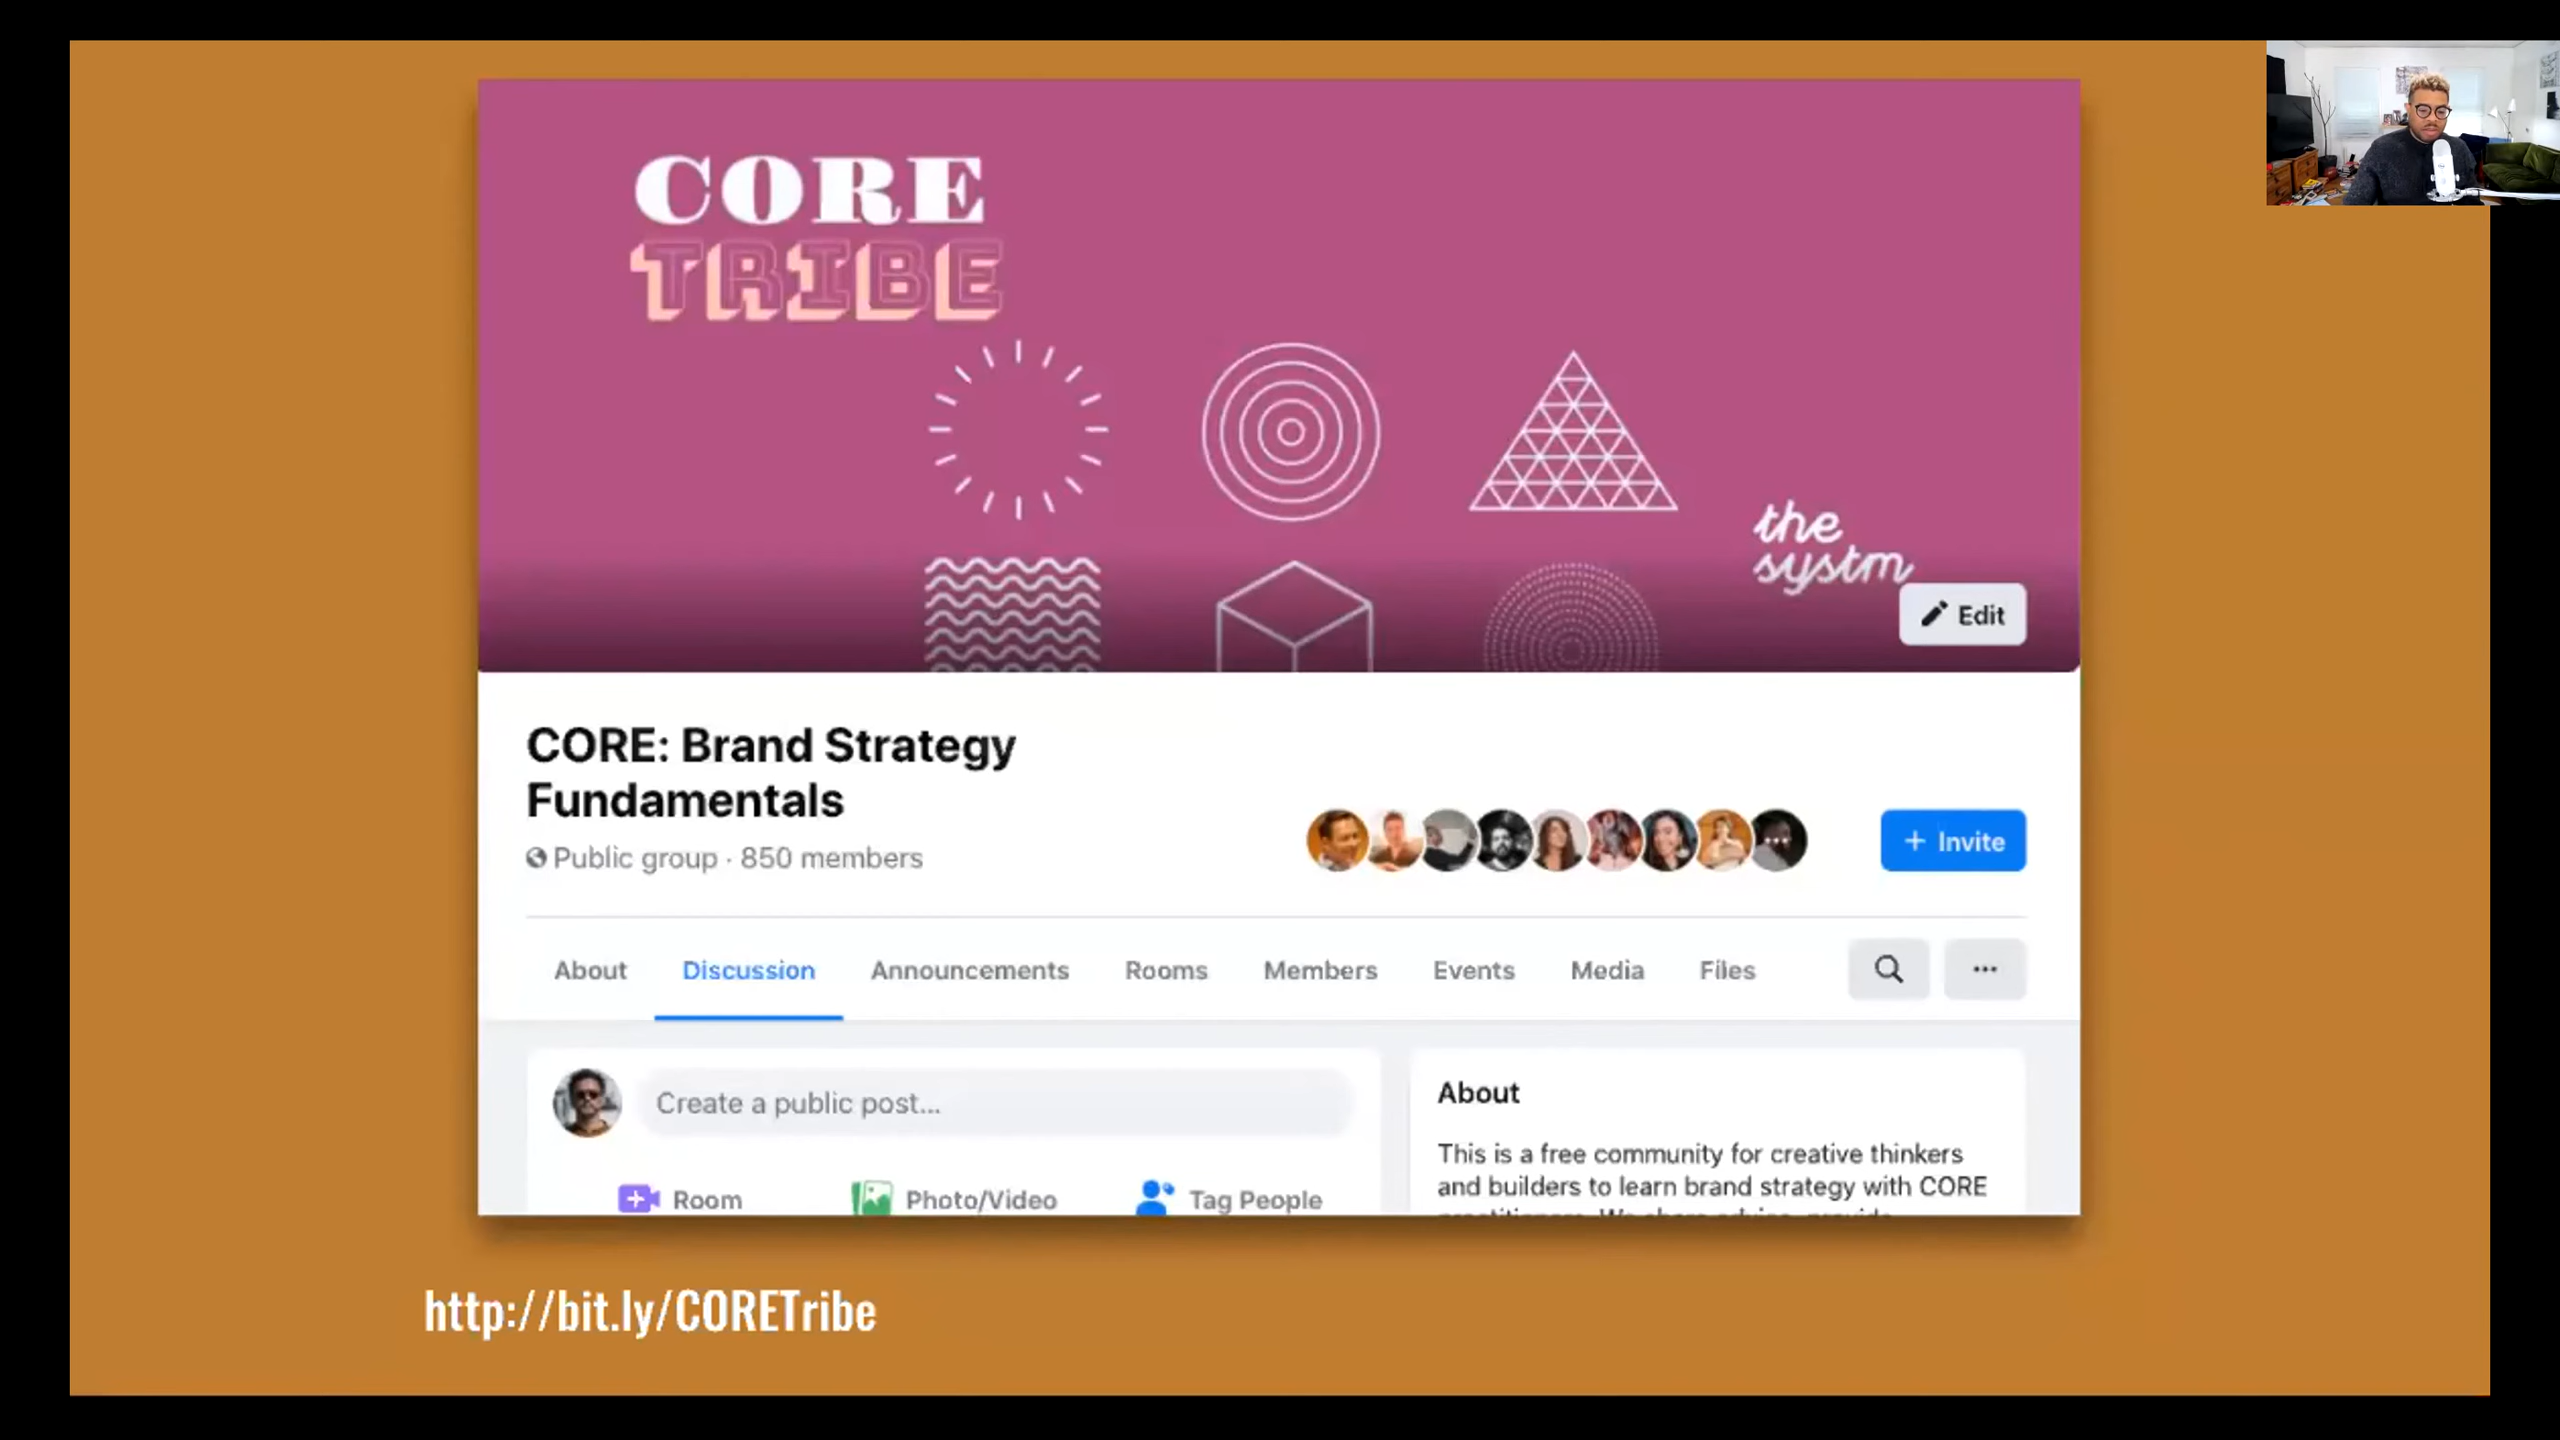 CORE
TRIBE
the
systm
Edit
CORE: Brand Strategy
Fundamentals
Public group · 850 members
+ Invite
About Discussion Announcements Rooms Members Events Media Files
Create a public post...
Room Photo/Video Tag People
About
This is a free community for creative thinkers
and builders to learn brand strategy with CORE
http://bit.ly/CORETribe